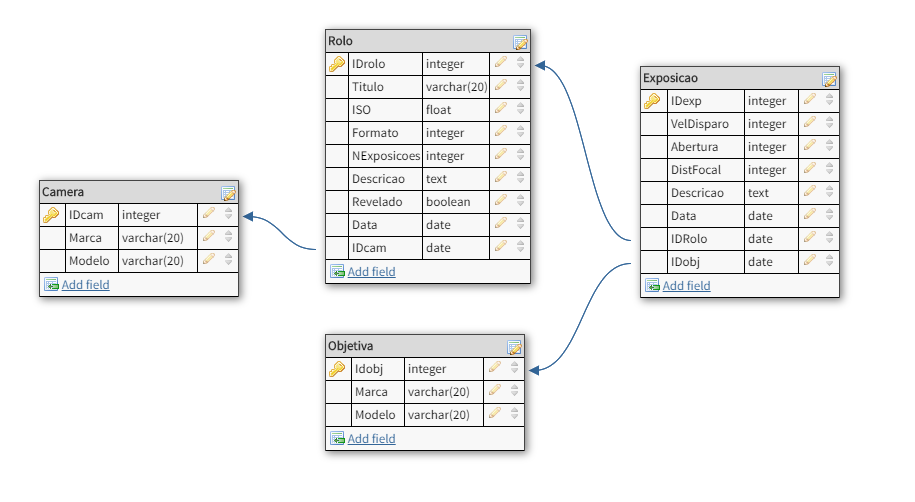 Rolo
IDrolo integer
Titulo varchar(20)
ISO float
Formato integer
NExposicoes integer
Descricao text
Revelado boolean
Data date
IDcam date
Add field
Exposicao
IDexp integer
VelDisparo integer
Abertura integer
DistFocal integer
Descricao text
Data date
IDRolo date
IDobj date
Add field
Camera
IDcam integer
Marca varchar(20)
Modelo varchar(20)
Add field
Objetiva
Idobj integer
Marca varchar(20)
Modelo varchar(20)
Add field